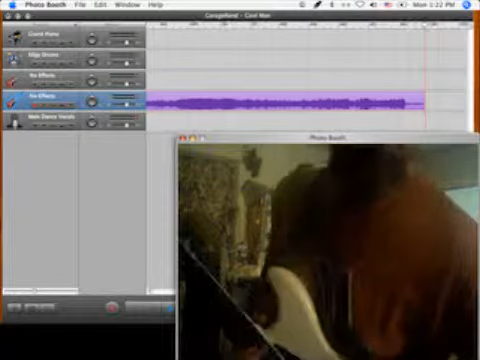 Photo Booth File Edit View Window Help Mon 1:22 PM
GarageBand - Cool Man
Grand Piano
Edgy Drums
No Effects
No Effects
Male Dance Vocals
Photo Booth